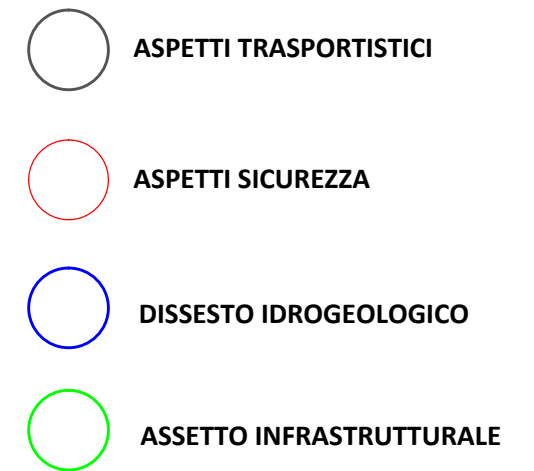 ASPETTI TRASPORTISTICI
ASPETTI SICUREZZA
DISSESTO IDROGEOLOGICO
ASSETTO INFRASTRUTTURALE